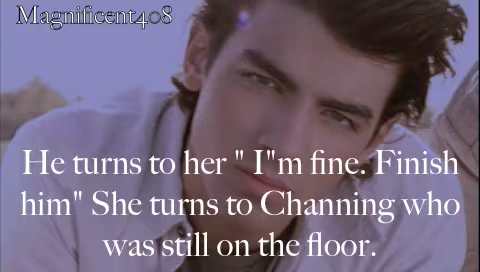 Magnificent408
He turns to her " I"m fine. Finish
him" She turns to Channing who
was still on the floor.